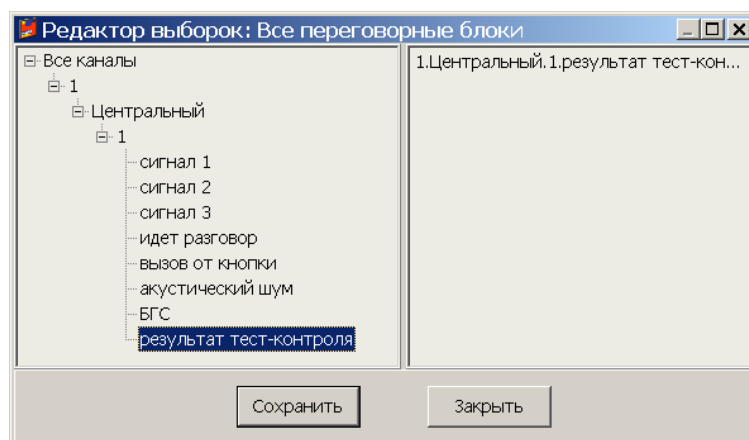 Редактор выборок: Все переговорные блоки
Все каналы
1
Центральный
1
сигнал 1
сигнал 2
сигнал 3
идет разговор
вызов от кнопки
акустический шум
БГС
результат тест-контроля
1.Центральный.1.результат тест-кон...
Сохранить
Закрыть